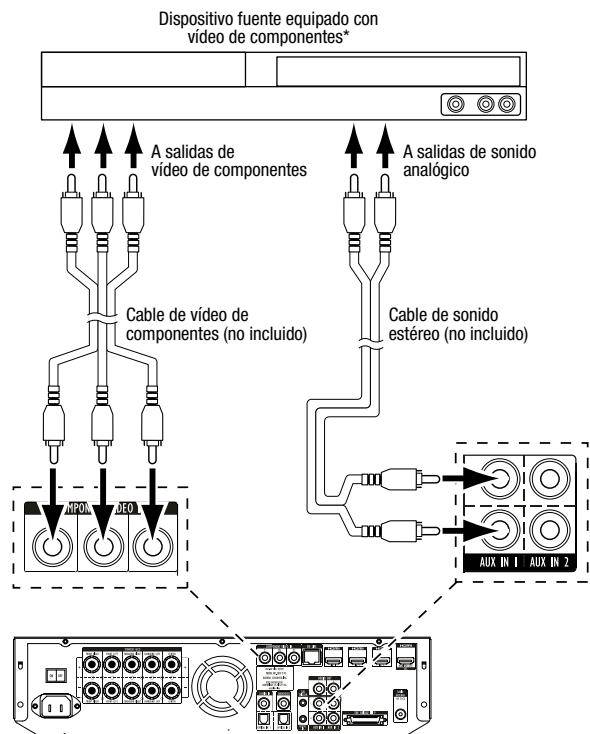 Dispositivo fuente equipado con
vídeo de componentes*
A salidas de
vídeo de componentes
A salidas de sonido
analógico
Cable de vídeo de
componentes (no incluido)
Cable de sonido
estéreo (no incluido)
AUX IN 1 AUX IN 2